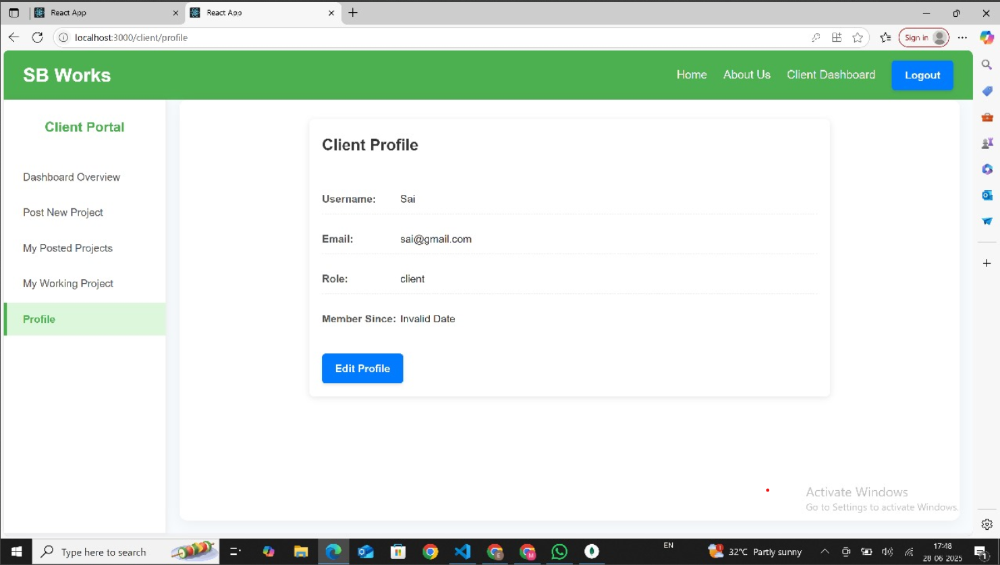 React App
React App
localhost:3000/client/profile
Sign in
SB Works
Home About Us Client Dashboard Logout
Client Portal
Dashboard Overview
Post New Project
My Posted Projects
My Working Project
Profile
Client Profile
Username: Sai
Email: sai@gmail.com
Role: client
Member Since: Invalid Date
Edit Profile
Activate Windows
Go to Settings to activate Windows.
Type here to search
E
M
EN
32°C Partly sunny
17:48
28-06-2025
1